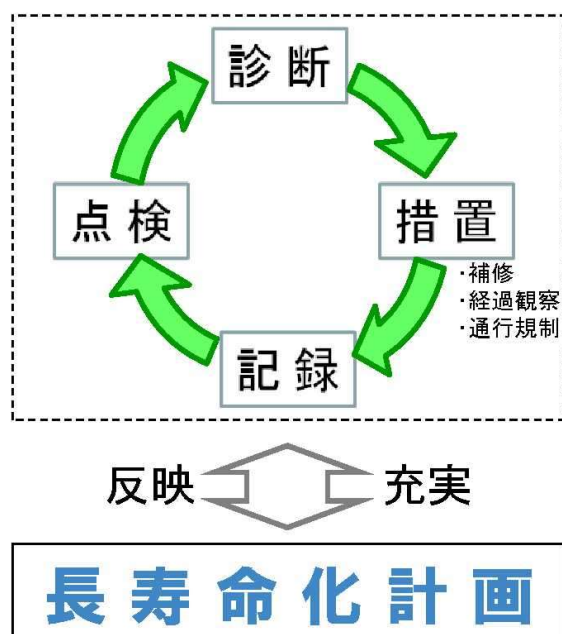 診断
点検
措置
・補修
・経過観察
・通行規制
記録
反映
充実
長寿命化計画